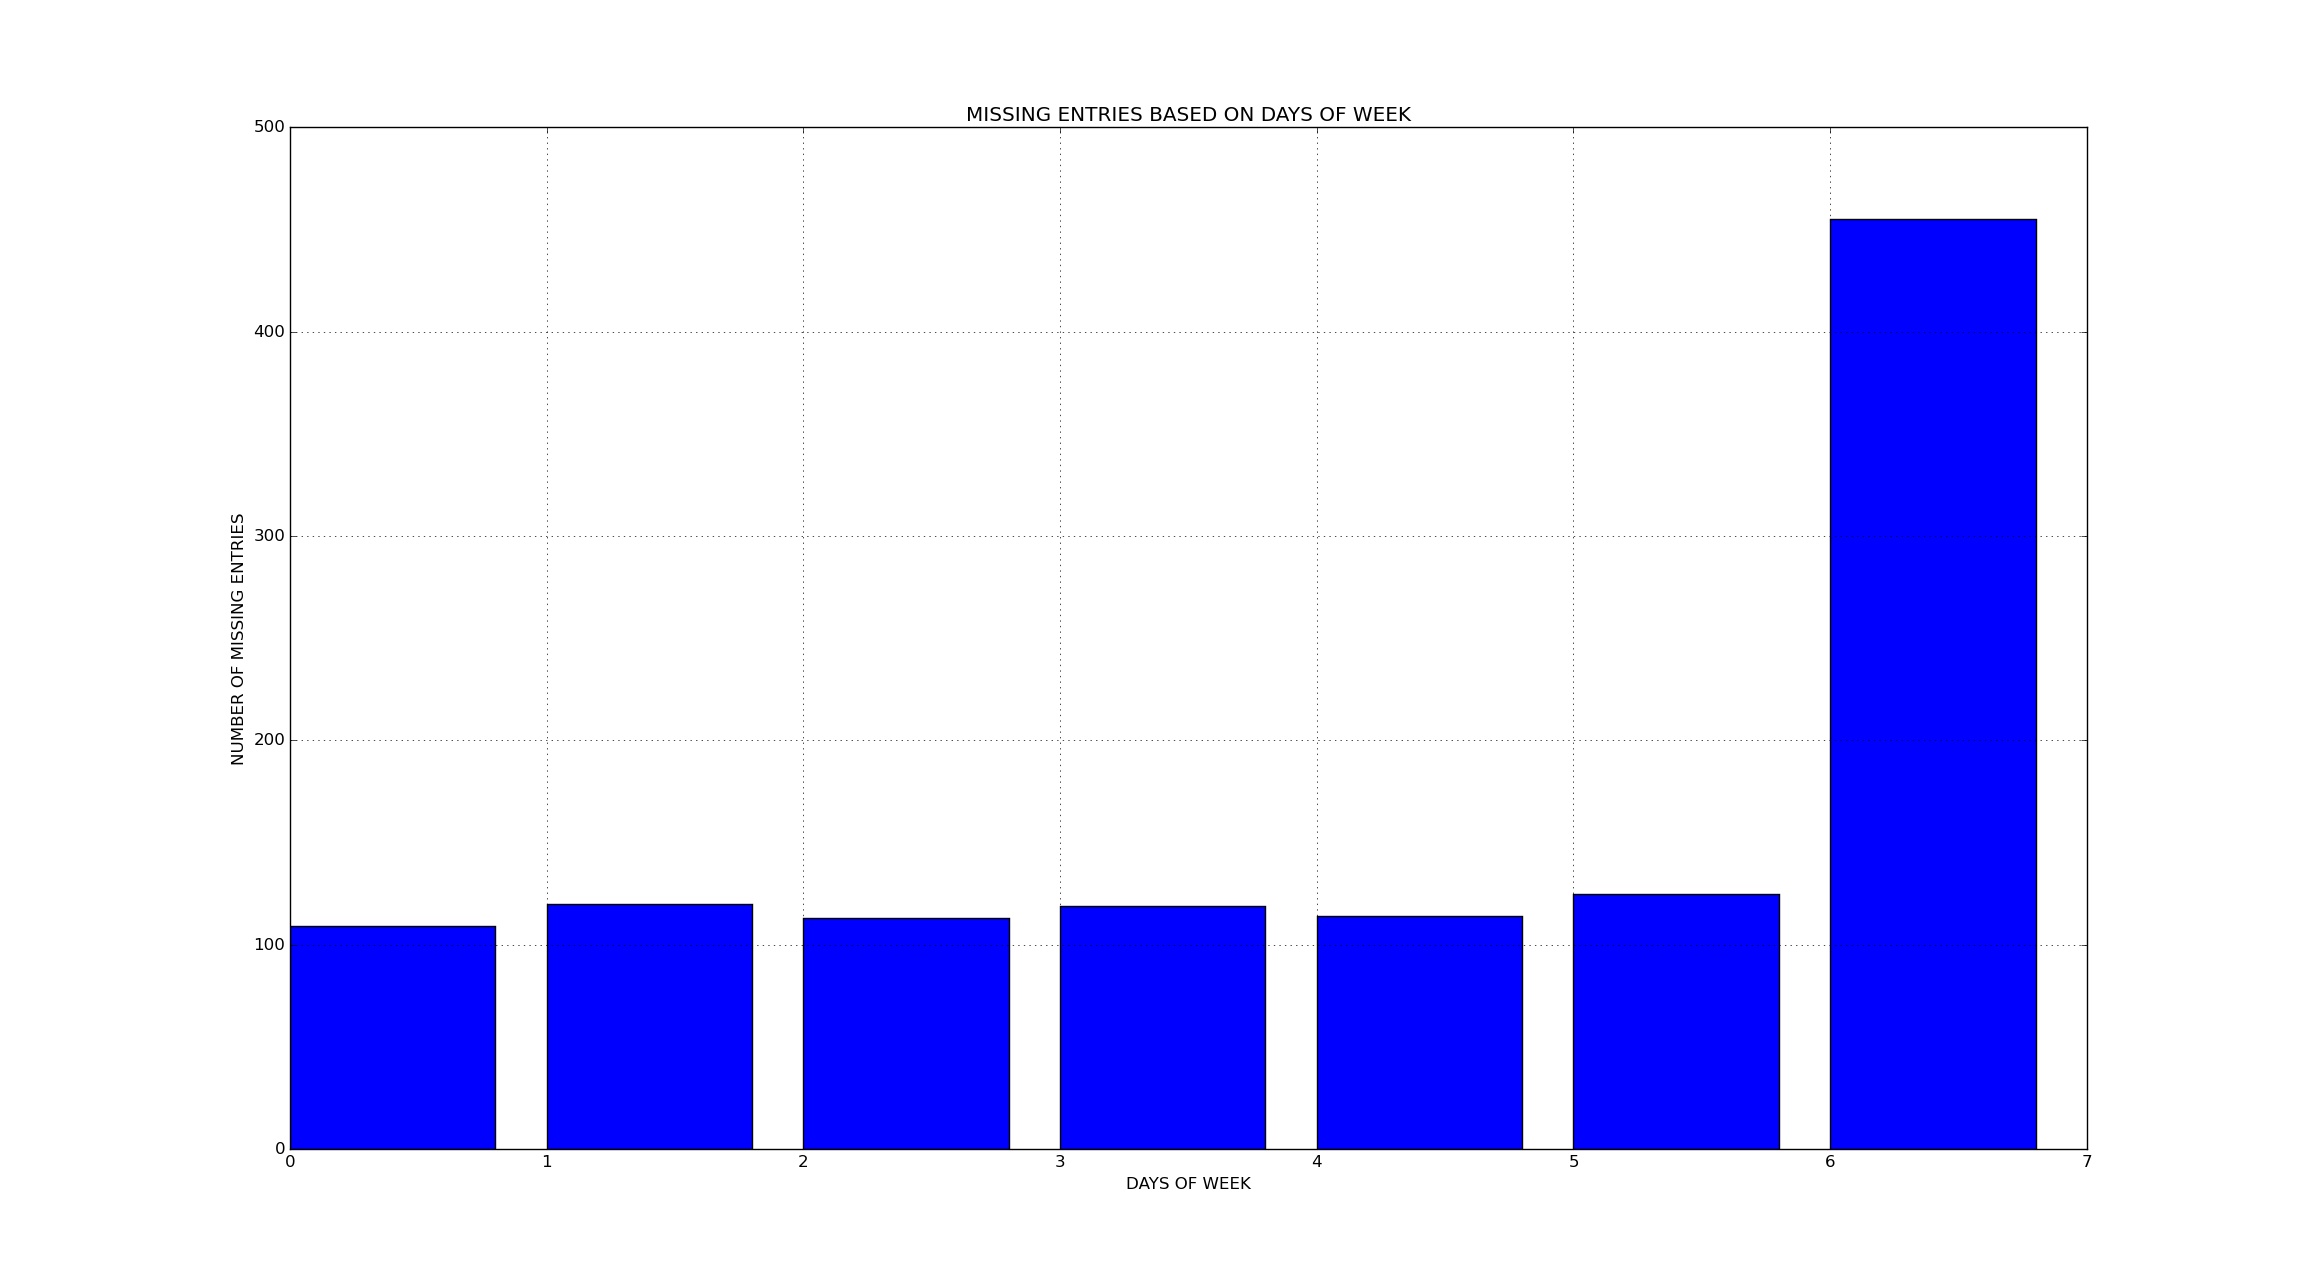 MISSING ENTRIES BASED ON DAYS OF WEEK
500
400
300
200
100
0
NUMBER OF MISSING ENTRIES
0 1 2 3 4 5 6 7
DAYS OF WEEK